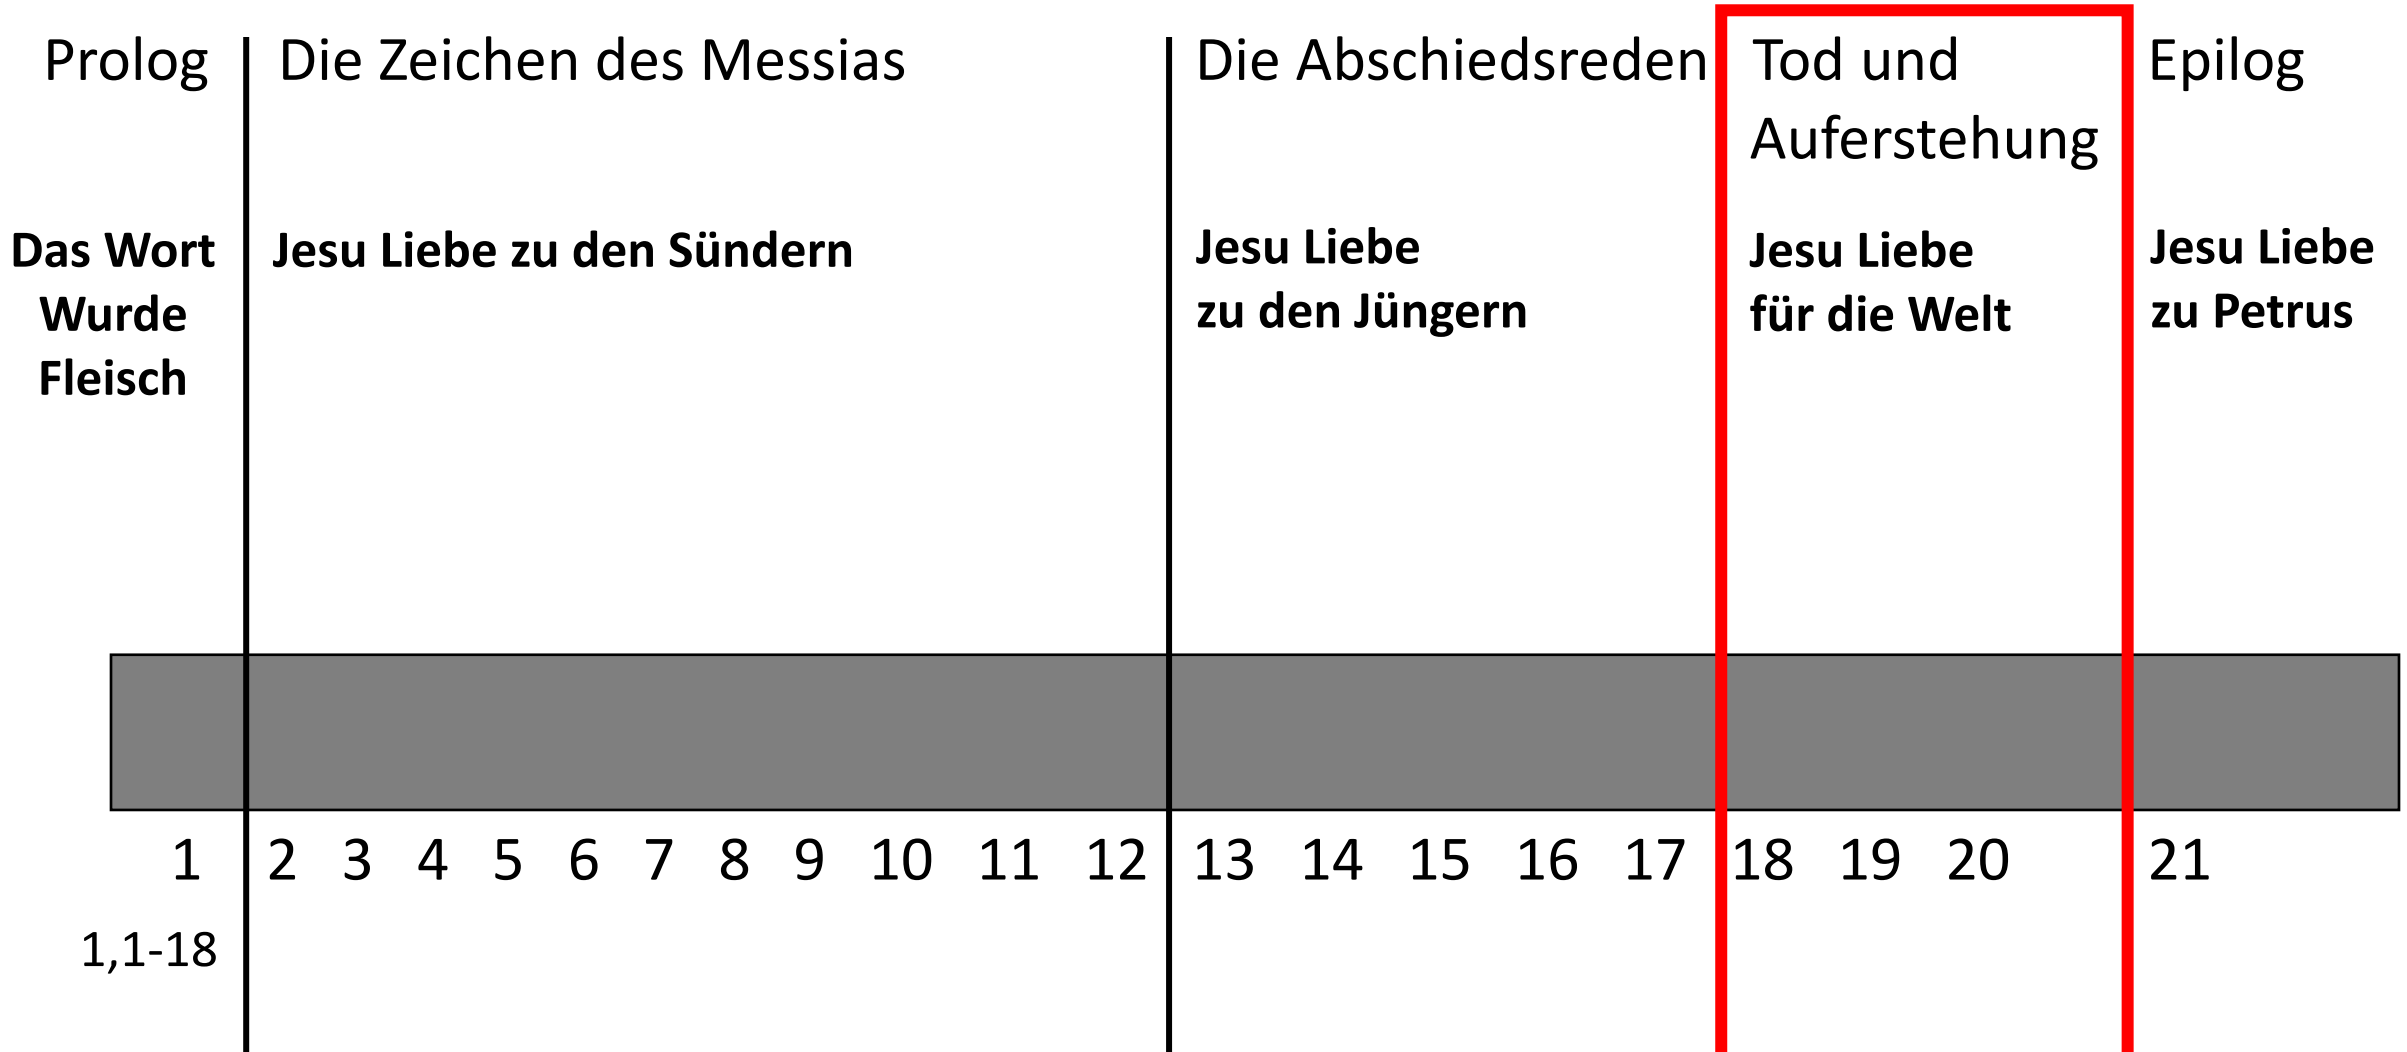 Prolog
Das Wort
Wurde
Fleisch
Die Zeichen des Messias
Jesu Liebe zu den Sündern
Die Abschiedsreden
Jesu Liebe
zu den Jüngern
Tod und
Auferstehung
Jesu Liebe
für die Welt
Epilog
Jesu Liebe
zu Petrus
1 2 3 4 5 6 7 8 9 10 11 12 13 14 15 16 17 18 19 20 21
1,1-18